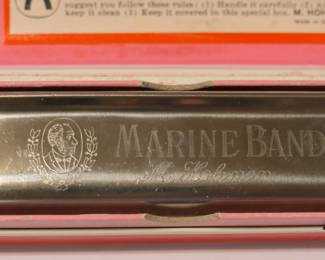 suggest you follow these rules: (1) Handle it carefully (2)
keep it clean (3) Keep it covered in this special box. M. HO
MARINE BAND
M. Hohner